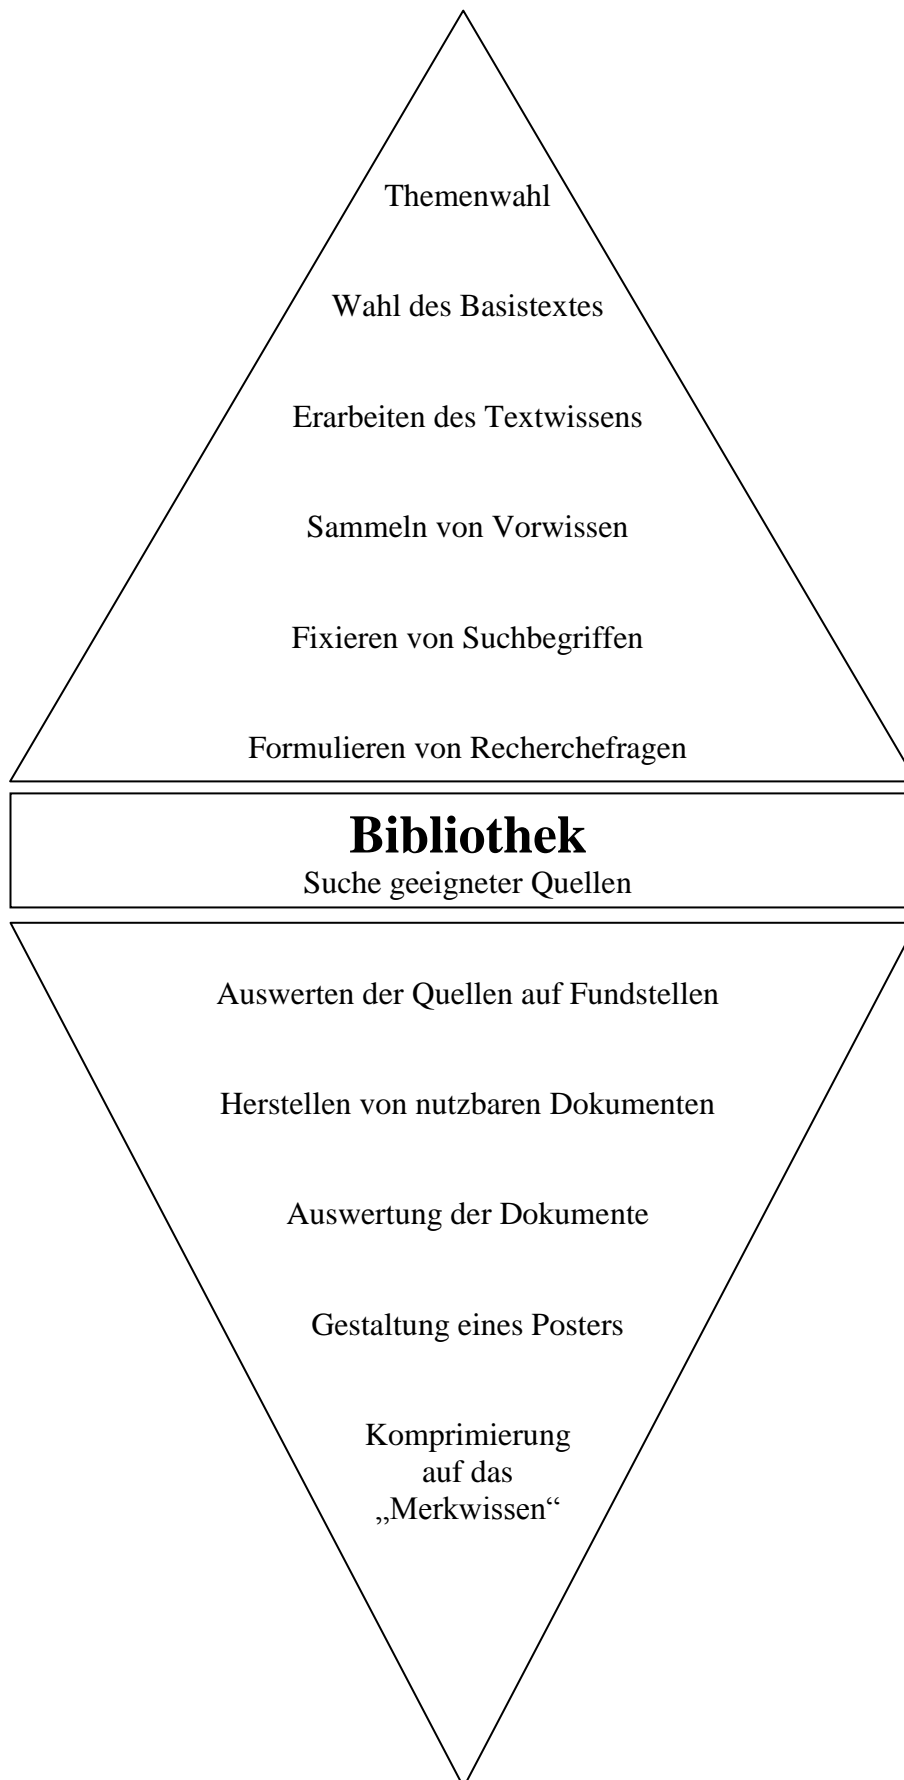 Themenwahl
Wahl des Basistextes
Erarbeiten des Textwissens
Sammeln von Vorwissen
Fixieren von Suchbegriffen
Formulieren von Recherchefragen
Bibliothek
Suche geeigneter Quellen
Auswerten der Quellen auf Fundstellen
Herstellen von nutzbaren Dokumenten
Auswertung der Dokumente
Gestaltung eines Posters
Komprimierung
auf das
„Merkwissen“